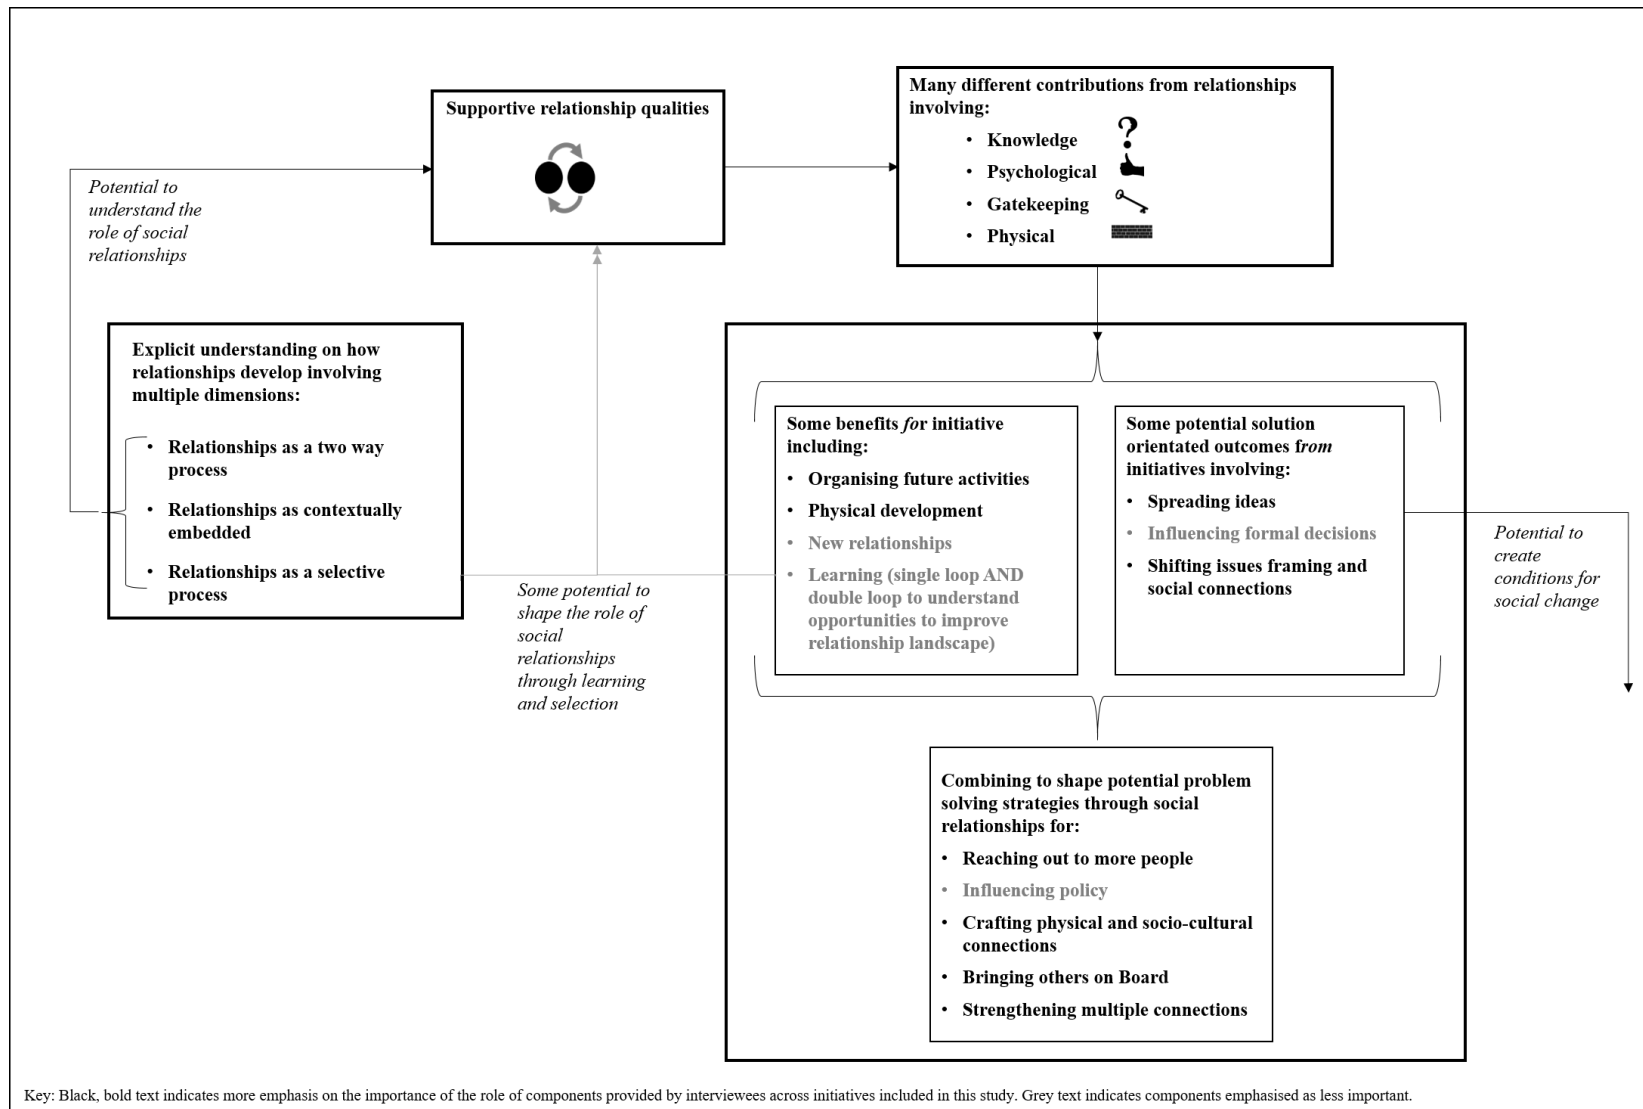 Supportive relationship qualities
Many different contributions from relationships
involving:
• Knowledge
?
• Psychological
• Gatekeeping
• Physical
Potential to
understand the
role of social
relationships
Explicit understanding on how
relationships develop involving
multiple dimensions:
• Relationships as a two way
process
• Relationships as contextually
embedded
• Relationships as a selective
process
Some potential to
shape the role of
social
relationships
through learning
and selection
Some benefits for initiative
including:
• Organising future activities
• Physical development
• New relationships
• Learning (single loop AND
double loop to understand
opportunities to improve
relationship landscape)
Some potential solution
orientated outcomes from
initiatives involving:
• Spreading ideas
• Influencing formal decisions
• Shifting issues framing and
social connections
Potential to
create
conditions for
social change
Combining to shape potential problem
solving strategies through social
relationships for:
• Reaching out to more people
• Influencing policy
• Crafting physical and socio-cultural
connections
• Bringing others on Board
• Strengthening multiple connections
Key: Black, bold text indicates more emphasis on the importance of the role of components provided by interviewees across initiatives included in this study. Grey text indicates components emphasised as less important.